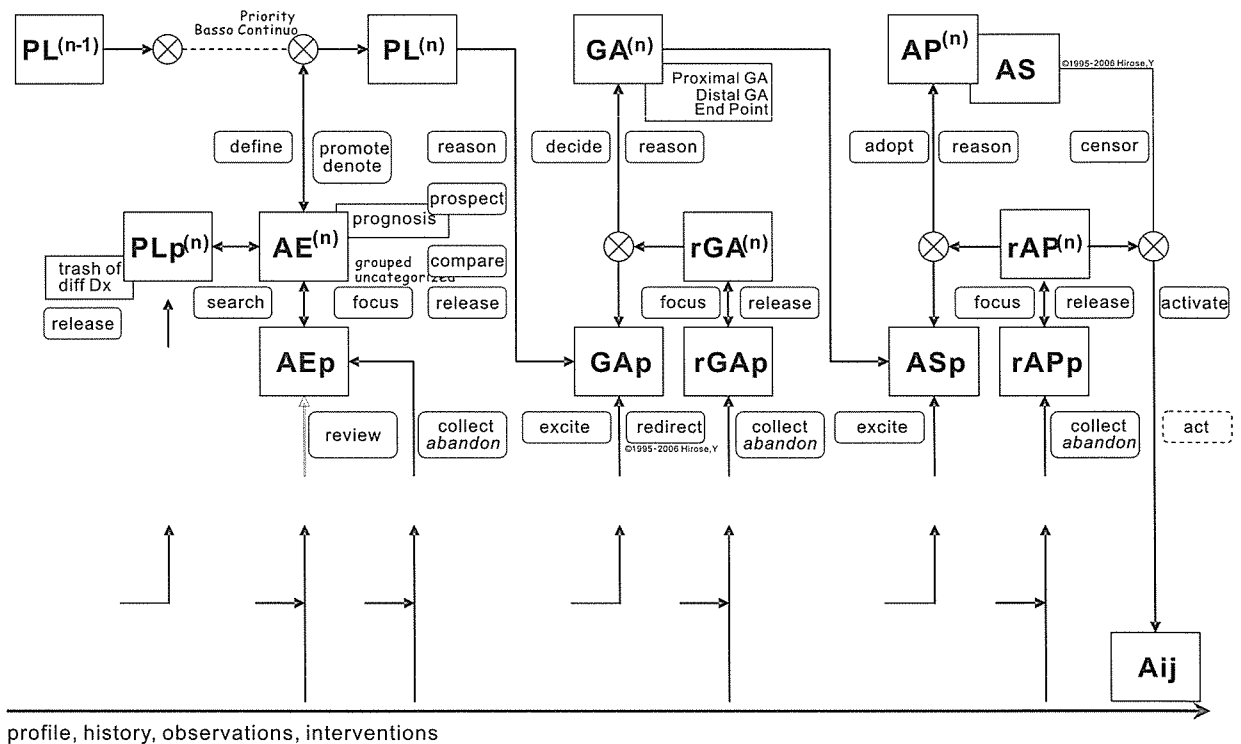 Priority
Basso Continuo
PL(n-1)
PL(n)
GA(n)
Proximal GA
Distal GA
End Point
AP(n)
AS
©1995-2006 Hirose,Y
define
promote
denote
reason
decide
reason
adopt
reason
censor
prospect
prognosis
PLp(n)
AE(n)
rGA(n)
rAP(n)
trash of
diff Dx
grouped
uncategorized
compare
release
search
focus
release
focus
release
focus
release
activate
AEp
GAp
rGAp
ASp
rAPp
review
collect
abandon
excite
redirect
©1995-2006 Hirose,Y
collect
abandon
excite
collect
abandon
act
Aij
profile, history, observations, interventions